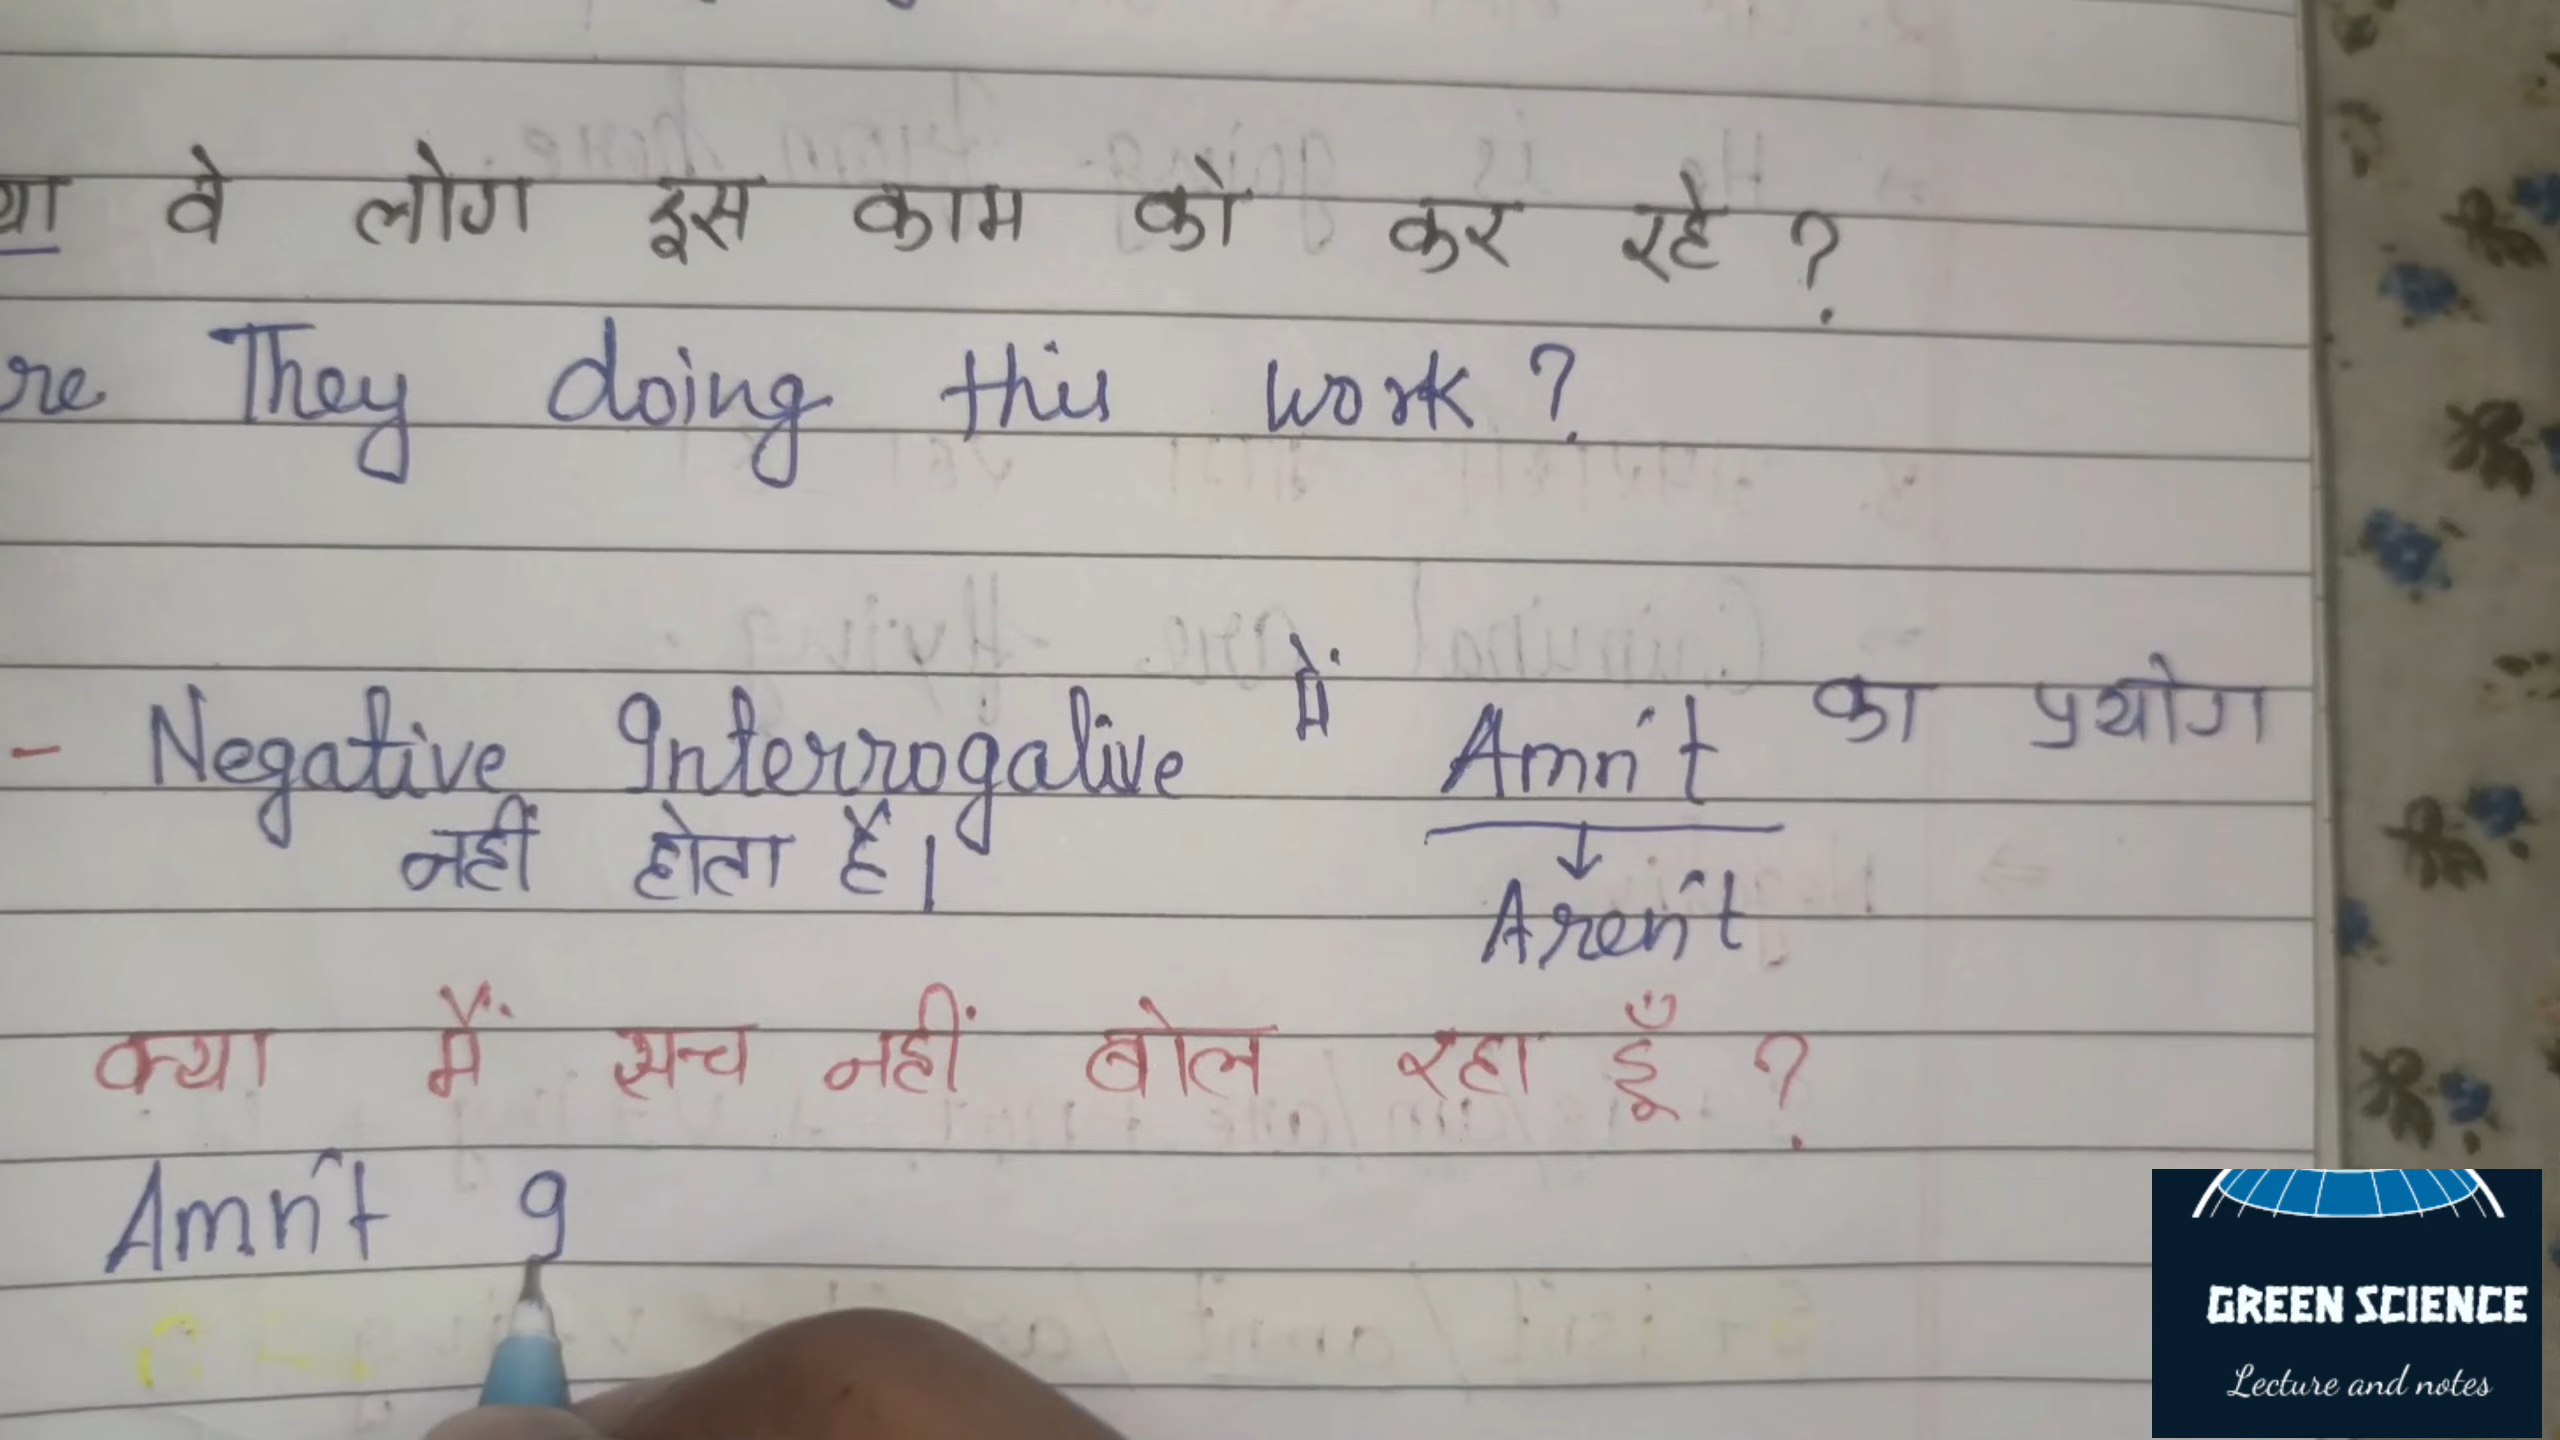 या वे लोग इस काम को कर रहे ?
re They doing this work ?
- Negative Interrogative में Amn't का प्रयोग
नहीं होता है।
↓
Aren't
क्या मैं सच नहीं बोल रहा हूँ ?
Amn't I
GREEN SCIENCE
Lecture and notes